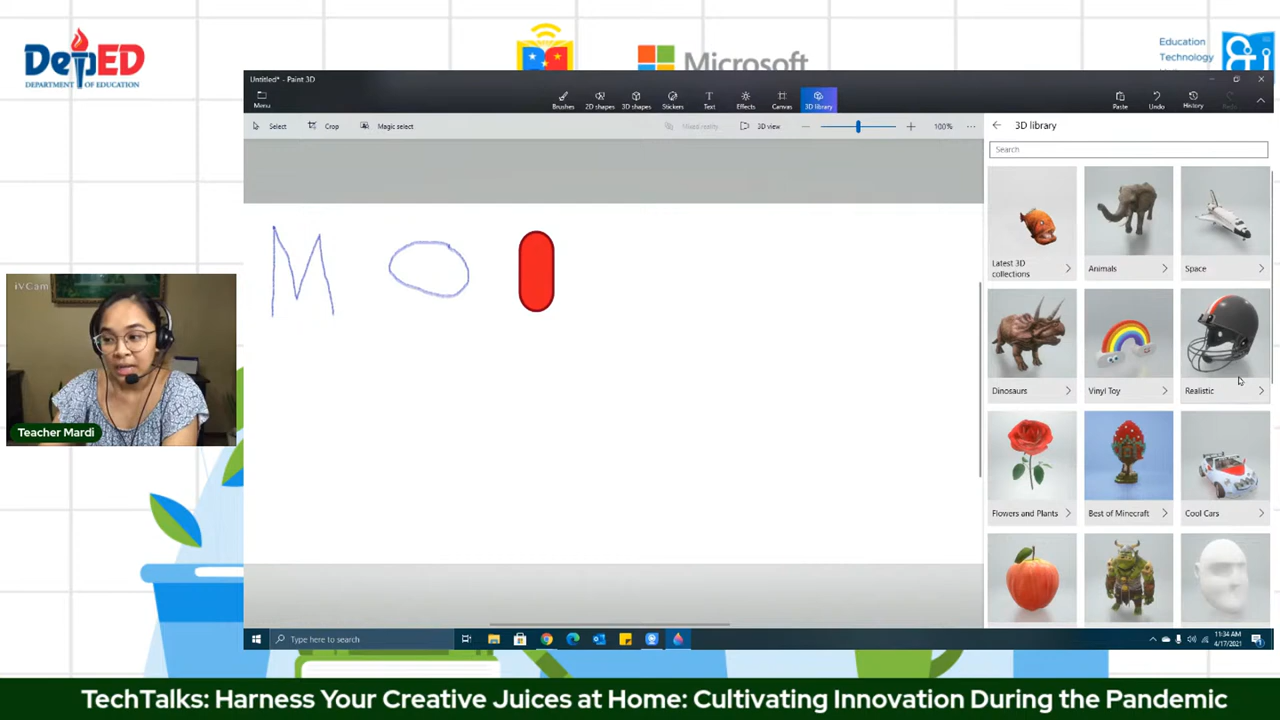 DepED
DEPARTMENT OF EDUCATION
Microsoft
Education
Technology
Untitled* - Paint 3D
Menu
Brushes
2D shapes
3D shapes
Stickers
Text
Effects
Canvas
3D library
Paste
Undo
History
Redo
Select
Crop
Magic select
Mixed reality
3D view
100%
3D library
Search
Latest 3D
collections
Animals
Space
Dinosaurs
Vinyl Toy
Realistic
Flowers and Plants
Best of Minecraft
Cool Cars
M
iVCam
Teacher Mardi
Type here to search
11:34 AM
4/17/2021
TechTalks: Harness Your Creative Juices at Home: Cultivating Innovation During the Pandemic